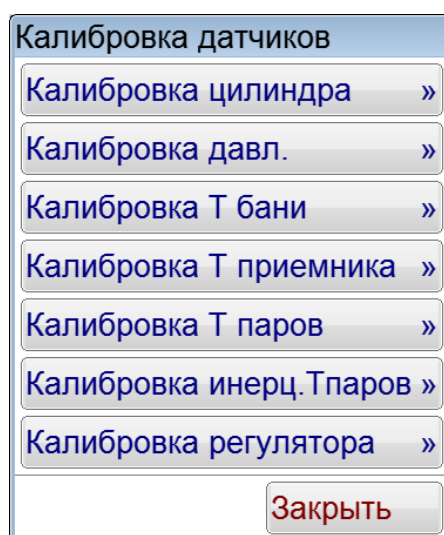 Калибровка датчиков
Калибровка цилиндра »
Калибровка давл. »
Калибровка Т бани »
Калибровка Т приемника »
Калибровка Т паров »
Калибровка инерц.Тпаров »
Калибровка регулятора »
Закрыть